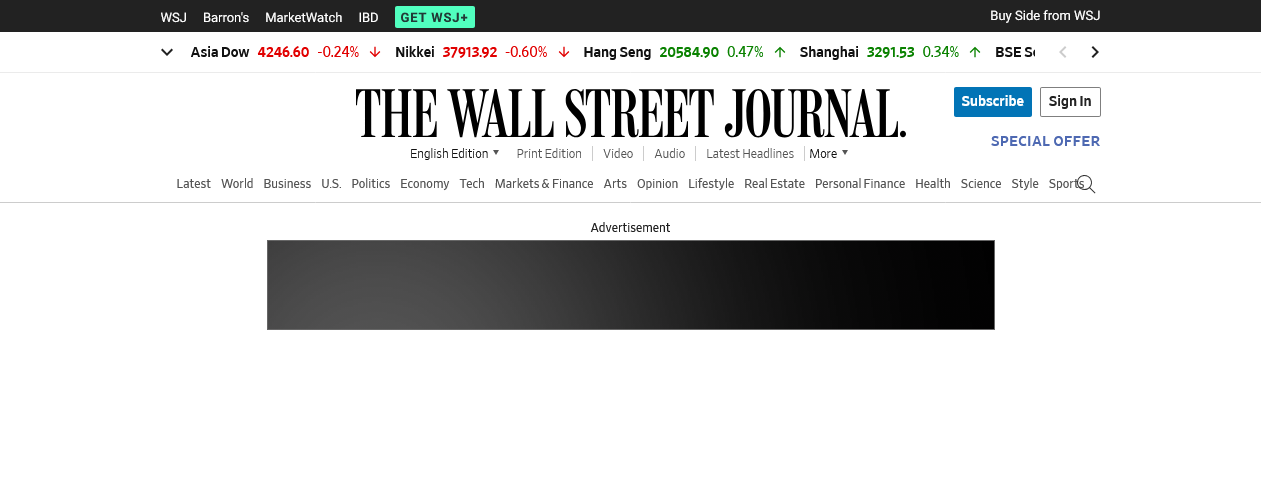 WSJ Barron's MarketWatch IBD GET WSJ+ Buy Side from WSJ
Asia Dow 4246.60 -0.24% Nikkei 37913.92 -0.60% Hang Seng 20584.90 0.47% Shanghai 3291.53 0.34% BSE Se
THE WALL STREET JOURNAL.
Subscribe Sign In
SPECIAL OFFER
English Edition Print Edition Video Audio Latest Headlines More
Latest World Business U.S. Politics Economy Tech Markets & Finance Arts Opinion Lifestyle Real Estate Personal Finance Health Science Style Sports
Advertisement